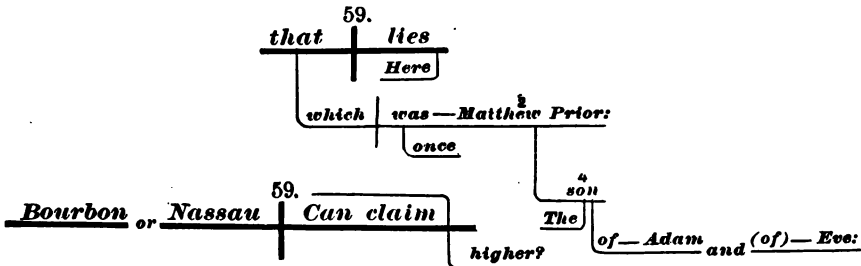 59.
that lies
Here
which was—Matthew Prior:
2
once
4
son
The
of—Adam and (of)—Eve:
59.
Bourbon or Nassau Can claim
higher?